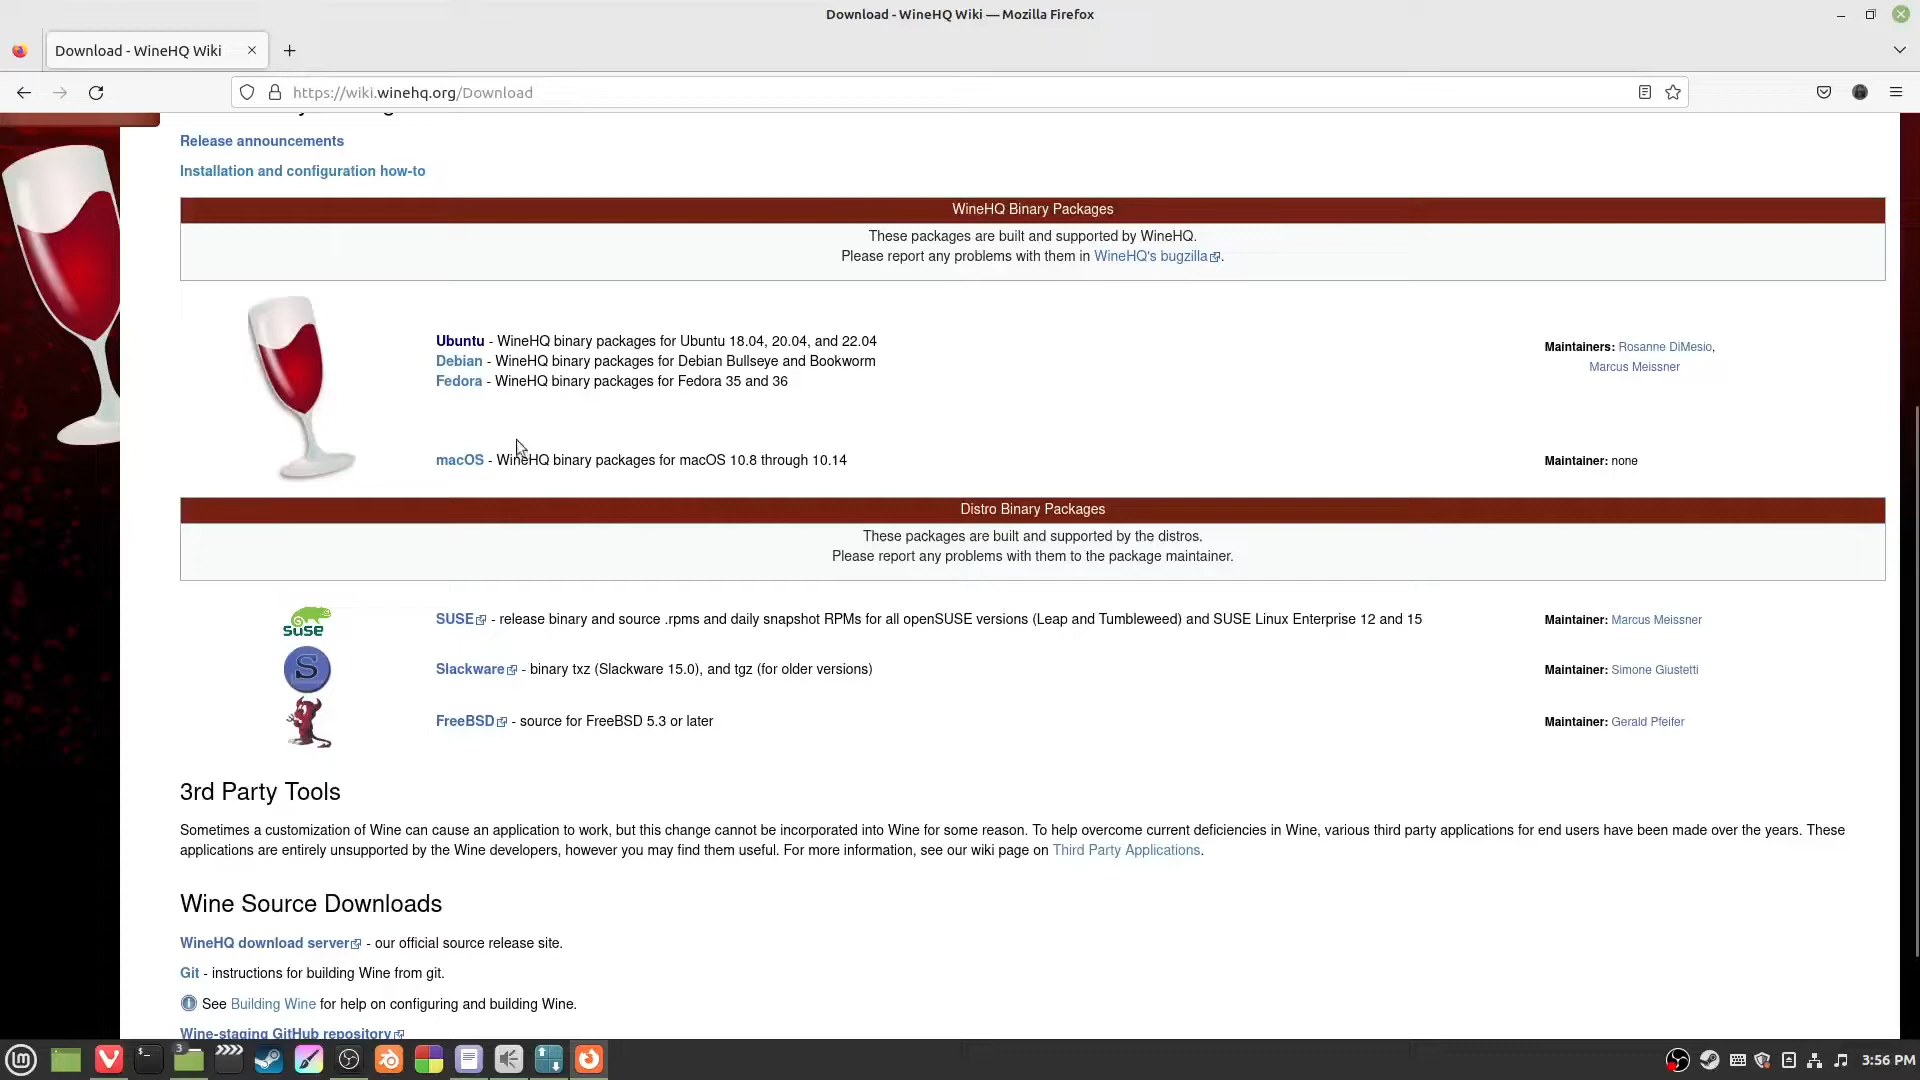 Download - WineHQ Wiki — Mozilla Firefox
Download - WineHQ Wiki
https://wiki.winehq.org/Download
Release announcements
Installation and configuration how-to
WineHQ Binary Packages
These packages are built and supported by WineHQ.
Please report any problems with them in WineHQ's bugzilla.
Ubuntu - WineHQ binary packages for Ubuntu 18.04, 20.04, and 22.04
Debian - WineHQ binary packages for Debian Bullseye and Bookworm
Fedora - WineHQ binary packages for Fedora 35 and 36
Maintainers: Rosanne DiMesio,
Marcus Meissner
macOS - WineHQ binary packages for macOS 10.8 through 10.14
Maintainer: none
Distro Binary Packages
These packages are built and supported by the distros.
Please report any problems with them to the package maintainer.
SUSE
SUSE - release binary and source .rpms and daily snapshot RPMs for all openSUSE versions (Leap and Tumbleweed) and SUSE Linux Enterprise 12 and 15
Maintainer: Marcus Meissner
S
Slackware - binary txz (Slackware 15.0), and tgz (for older versions)
Maintainer: Simone Giustetti
FreeBSD - source for FreeBSD 5.3 or later
Maintainer: Gerald Pfeifer
3rd Party Tools
Sometimes a customization of Wine can cause an application to work, but this change cannot be incorporated into Wine for some reason. To help overcome current deficiencies in Wine, various third party applications for end users have been made over the years. These
applications are entirely unsupported by the Wine developers, however you may find them useful. For more information, see our wiki page on Third Party Applications.
Wine Source Downloads
WineHQ download server - our official source release site.
Git - instructions for building Wine from git.
See Building Wine for help on configuring and building Wine.
Wine-staging GitHub repository
3
3:56 PM